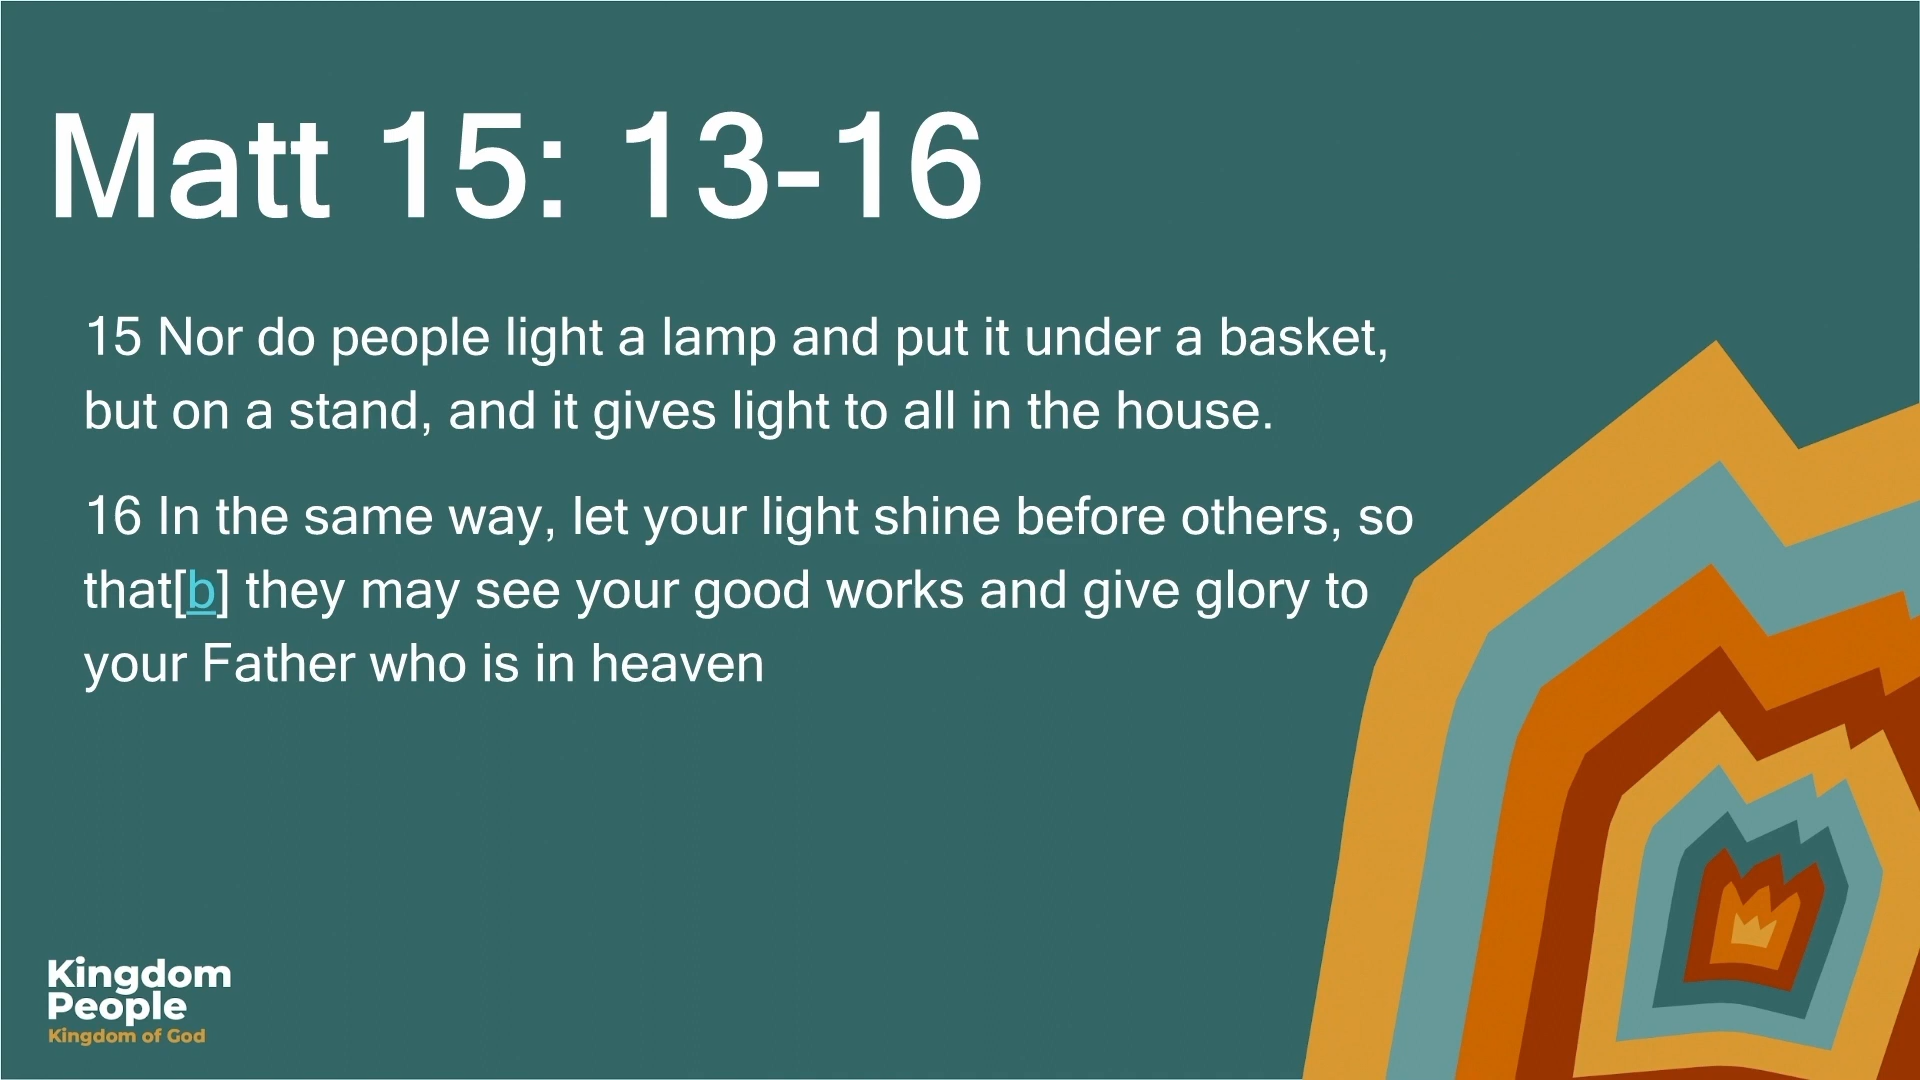 Matt 15: 13-16
15 Nor do people light a lamp and put it under a basket,
but on a stand, and it gives light to all in the house.
16 In the same way, let your light shine before others, so
that[b] they may see your good works and give glory to
your Father who is in heaven
Kingdom
People
Kingdom of God